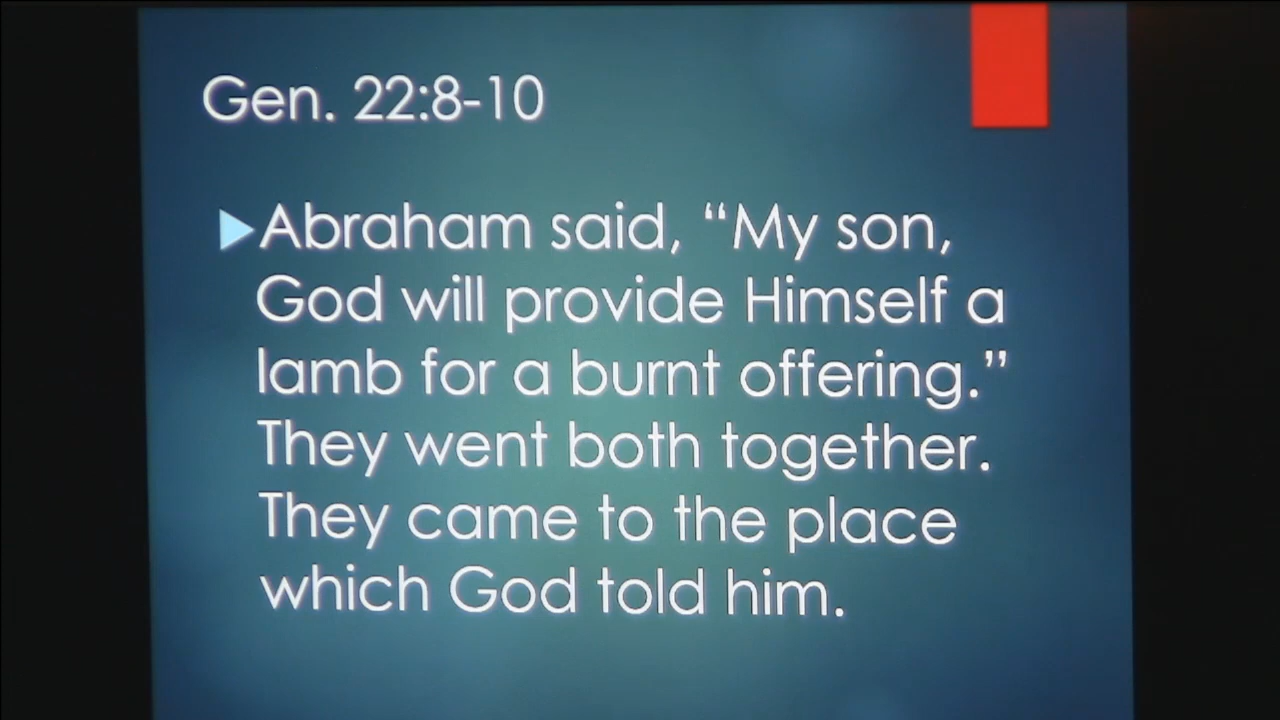 Gen. 22:8-10
Abraham said, “My son,
God will provide Himself a
lamb for a burnt offering.”
They went both together.
They came to the place
which God told him.